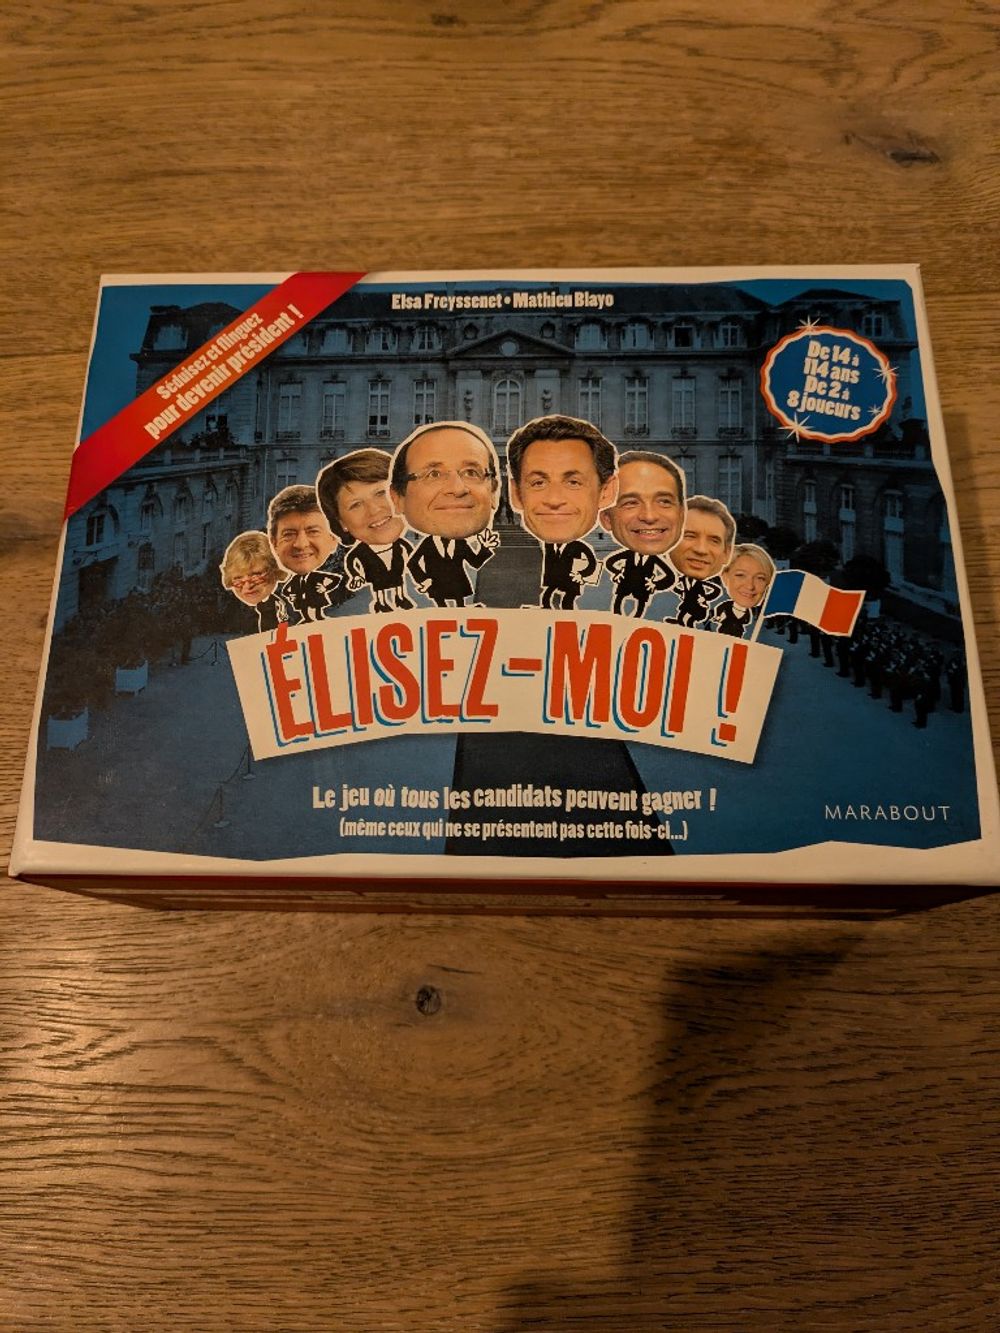 Elsa Freyssenet • Mathieu Blayo
Séduisez et flinguez
pour devenir président !
De 14 à
114 ans
De 2 à
8 joueurs
ÉLISEZ-MOI !
Le jeu où tous les candidats peuvent gagner !
(même ceux qui ne se présentent pas cette fois-ci...)
MARABOUT